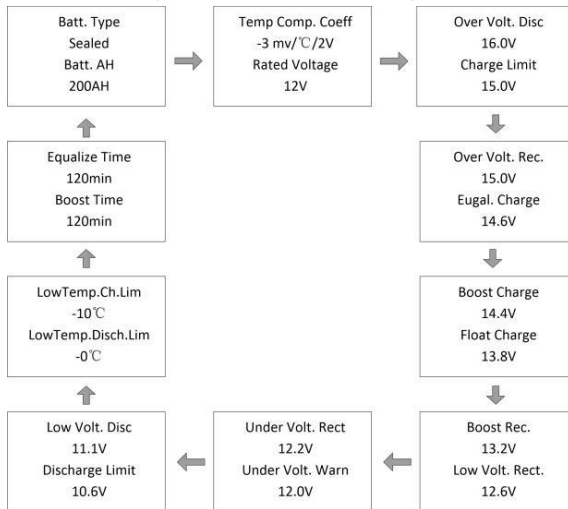 Batt. Type
Sealed
Batt. AH
200AH
Temp Comp. Coeff
-3 mv/℃/2V
Rated Voltage
12V
Over Volt. Disc
16.0V
Charge Limit
15.0V
Over Volt. Rec.
15.0V
Eugal. Charge
14.6V
Boost Charge
14.4V
Float Charge
13.8V
Boost Rec.
13.2V
Low Volt. Rect.
12.6V
Under Volt. Rect
12.2V
Under Volt. Warn
12.0V
Low Volt. Disc
11.1V
Discharge Limit
10.6V
LowTemp.Ch.Lim
-10℃
LowTemp.Disch.Lim
-0℃
Equalize Time
120min
Boost Time
120min